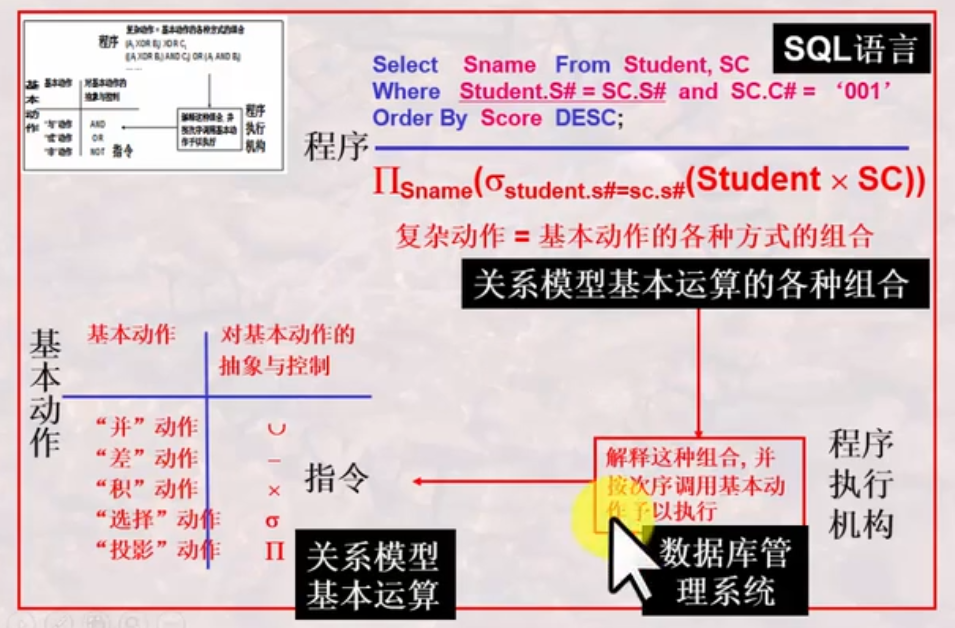 复杂动作 = 基本动作的各种方式的组合
程序
(Aⱼ XOR Bⱼ) XOR Cⱼ
((Aⱼ XOR Bⱼ) AND Cⱼ) OR (Aⱼ AND Bⱼ)
基本动作
基本动作
对基本动作的
抽象与控制
“与”动作 AND
“或”动作 OR
“非”动作 NOT
指令
解释这种组合, 并
按次序调用基本动
作予以执行
程序
执行
机构
SQL语言
Select Sname From Student, SC
Where Student.S# = SC.S# and SC.C# = ‘001’
Order By Score DESC;
程序
∏Sname(σstudent.s#=sc.s#(Student × SC))
复杂动作 = 基本动作的各种方式的组合
关系模型基本运算的各种组合
基本动作
基本动作
对基本动作的
抽象与控制
“并”动作 ∪
“差”动作 −
“积”动作 ×
“选择”动作 σ
“投影”动作 ∏
指令
关系模型
基本运算
解释这种组合, 并
按次序调用基本动
作予以执行
程序
执行
机构
数据库管
理系统